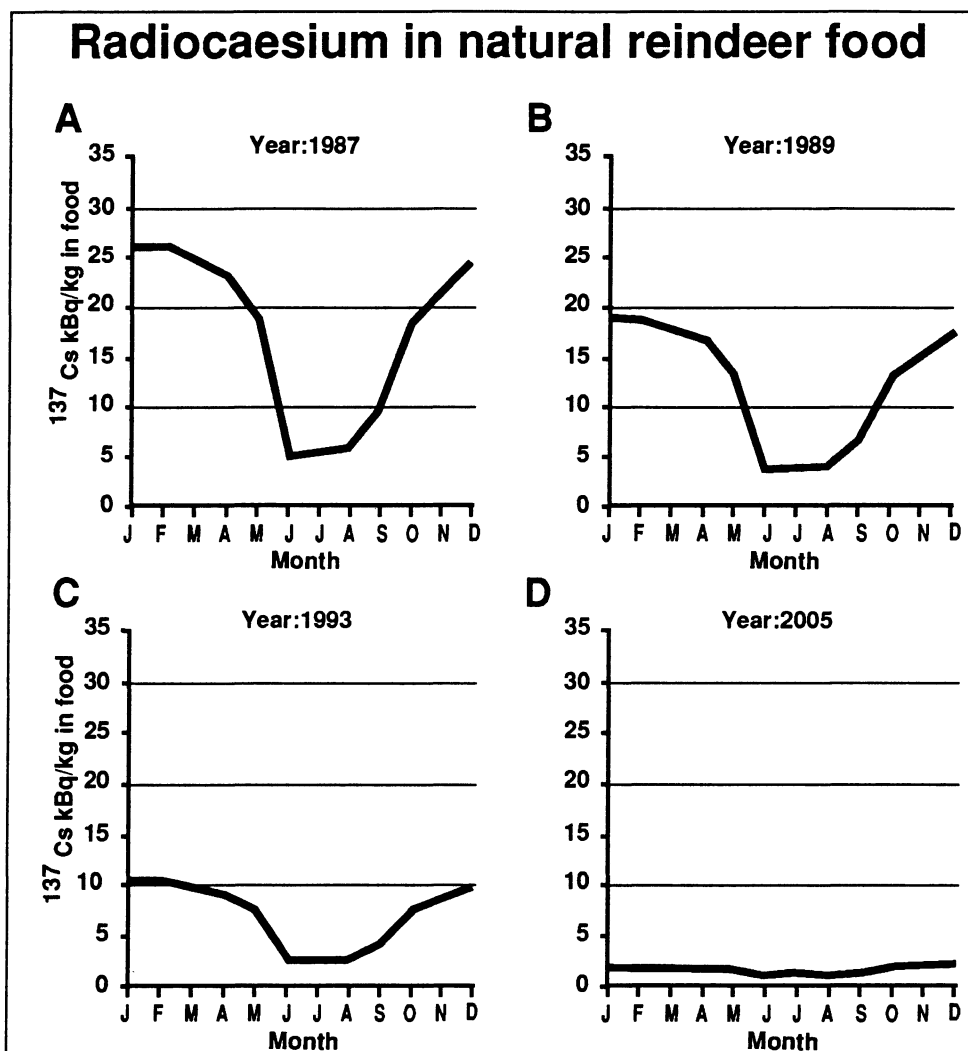 Radiocaesium in natural reindeer food
A
Year:1987
35
30
25
20
15
10
5
0
137 Cs kBq/kg in food
J F M A M J J A S O N D
Month
B
Year:1989
35
30
25
20
15
10
5
0
J F M A M J J A S O N D
Month
C
Year:1993
35
30
25
20
15
10
5
0
137 Cs kBq/kg in food
J F M A M J J A S O N D
Month
D
Year:2005
35
30
25
20
15
10
5
0
J F M A M J J A S O N D
Month